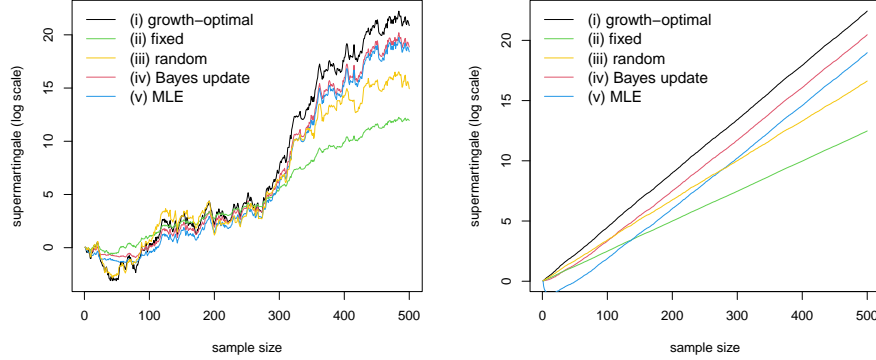 (i) growth−optimal
(ii) fixed
(iii) random
(iv) Bayes update
(v) MLE
supermartingale (log scale)
0
5
10
15
20
0 100 200 300 400 500
sample size
(i) growth−optimal
(ii) fixed
(iii) random
(iv) Bayes update
(v) MLE
supermartingale (log scale)
0
5
10
15
20
0 100 200 300 400 500
sample size